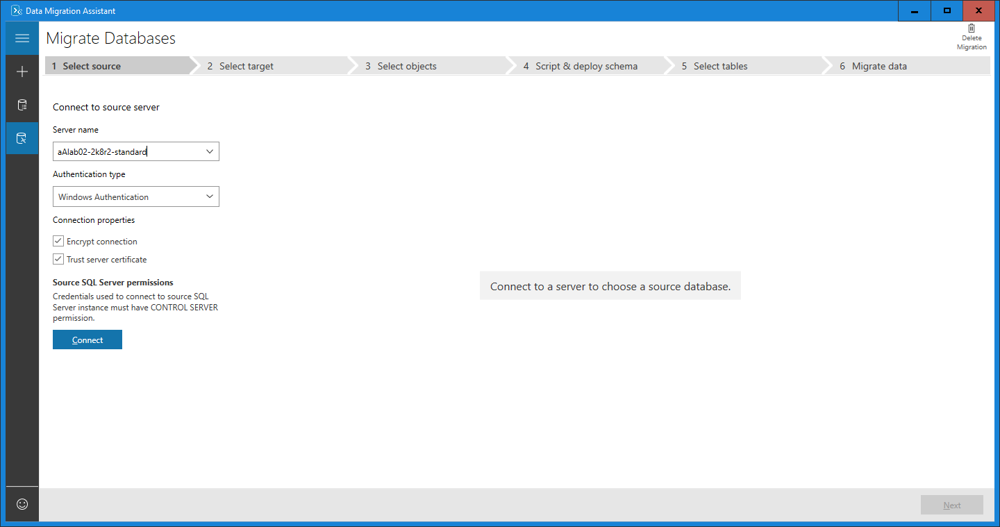 Data Migration Assistant
Migrate Databases
Delete
Migration
1 Select source
2 Select target
3 Select objects
4 Script & deploy schema
5 Select tables
6 Migrate data
Connect to source server
Server name
aAlab02-2k8r2-standard
Authentication type
Windows Authentication
Connection properties
Encrypt connection
Trust server certificate
Source SQL Server permissions
Credentials used to connect to source SQL
Server instance must have CONTROL SERVER
permission.
Connect
Connect to a server to choose a source database.
Next